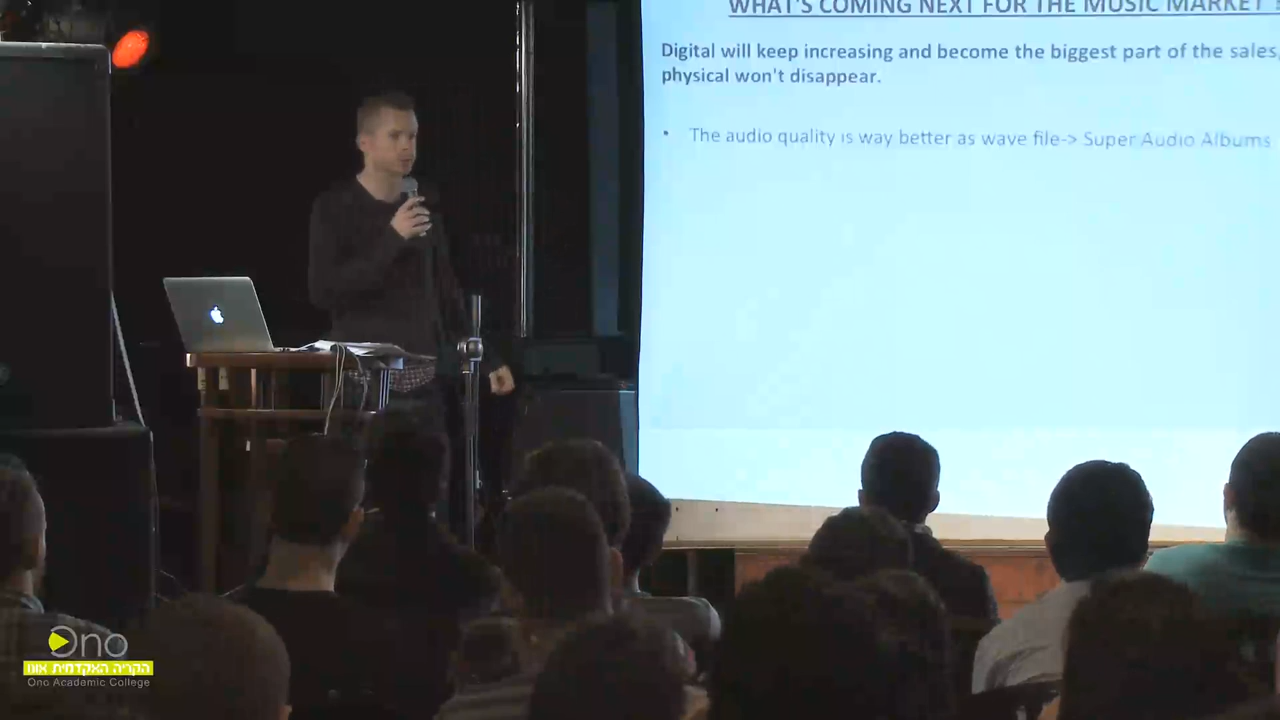 WHAT'S COMING NEXT FOR THE MUSIC MARKET
Digital will keep increasing and become the biggest part of the sales,
physical won't disappear.
• The audio quality is way better as wave file-> Super Audio Albums
Ono
הקריה האקדמית אונו
Ono Academic College